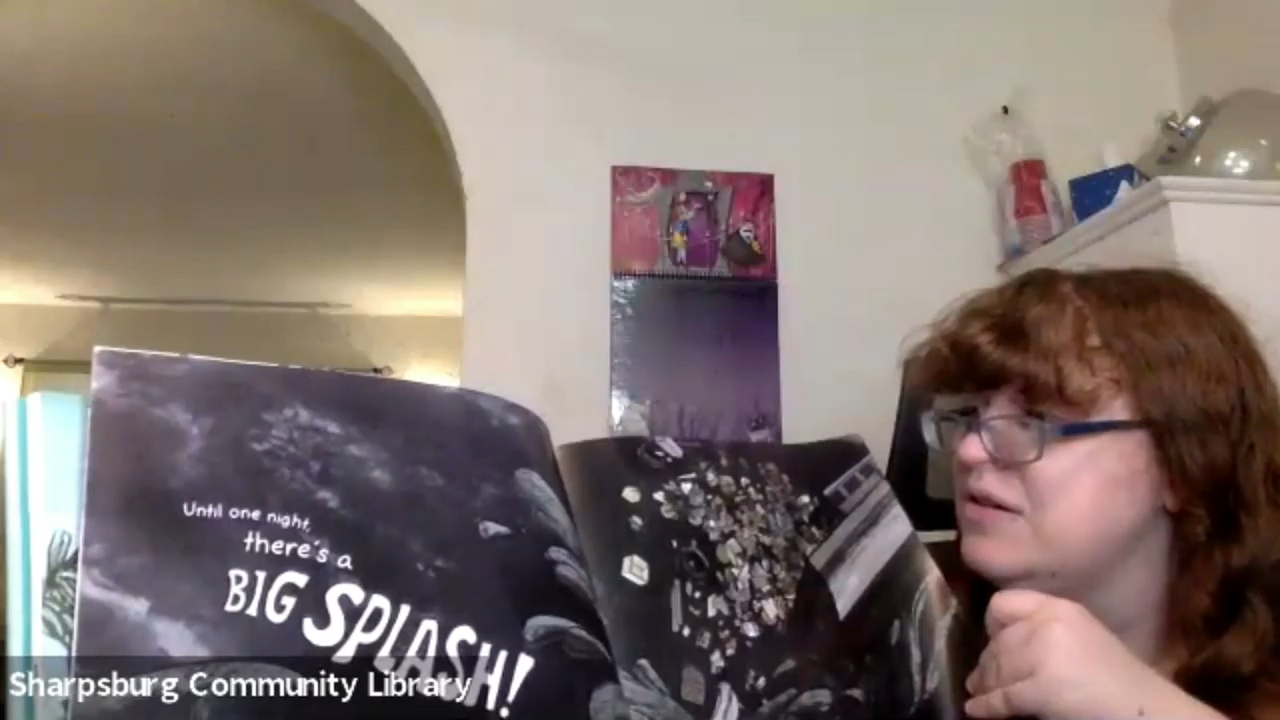 Until one night,
there's a
BIG SPLASH!
Sharpsburg Community Library